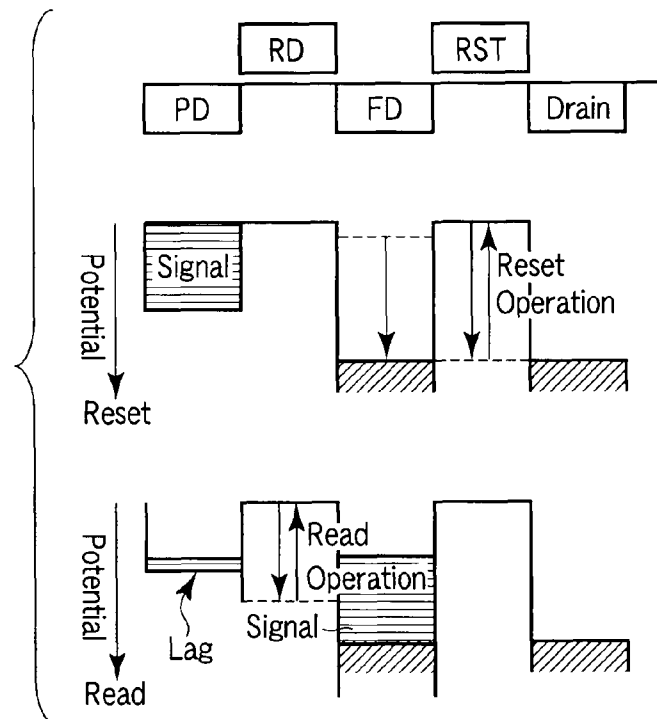 RD
RST
PD
FD
Drain
Potential
Signal
Reset
Operation
Reset
Potential
Read
Operation
Lag
Signal
Read